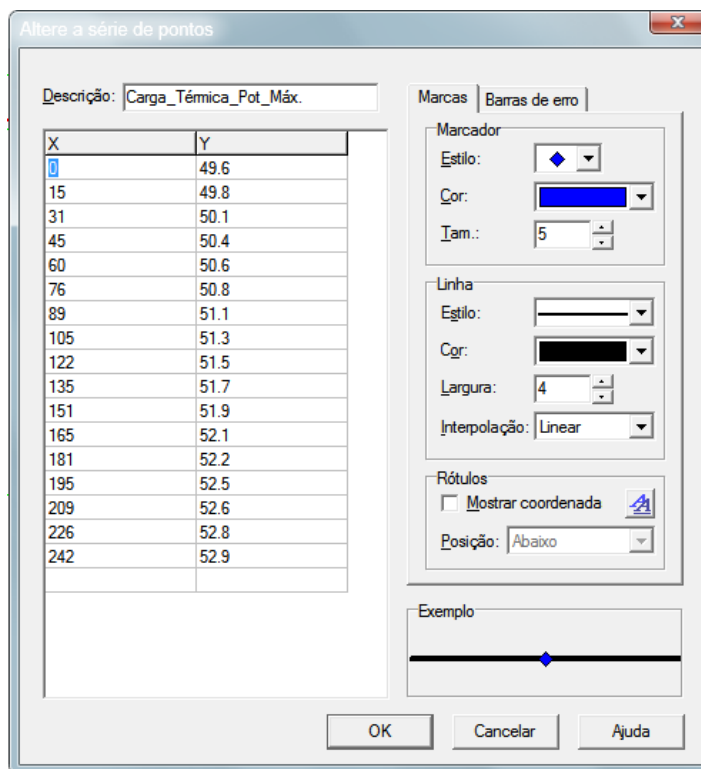 Altere a série de pontos
Descrição: Carga_Térmica_Pot_Máx.
X Y
0 49.6
15 49.8
31 50.1
45 50.4
60 50.6
76 50.8
89 51.1
105 51.3
122 51.5
135 51.7
151 51.9
165 52.1
181 52.2
195 52.5
209 52.6
226 52.8
242 52.9
Marcas Barras de erro
Marcador
Estilo:
Cor:
Tam.: 5
Linha
Estilo:
Cor:
Largura: 4
Interpolação: Linear
Rótulos
Mostrar coordenada
Posição: Abaixo
Exemplo
OK Cancelar Ajuda